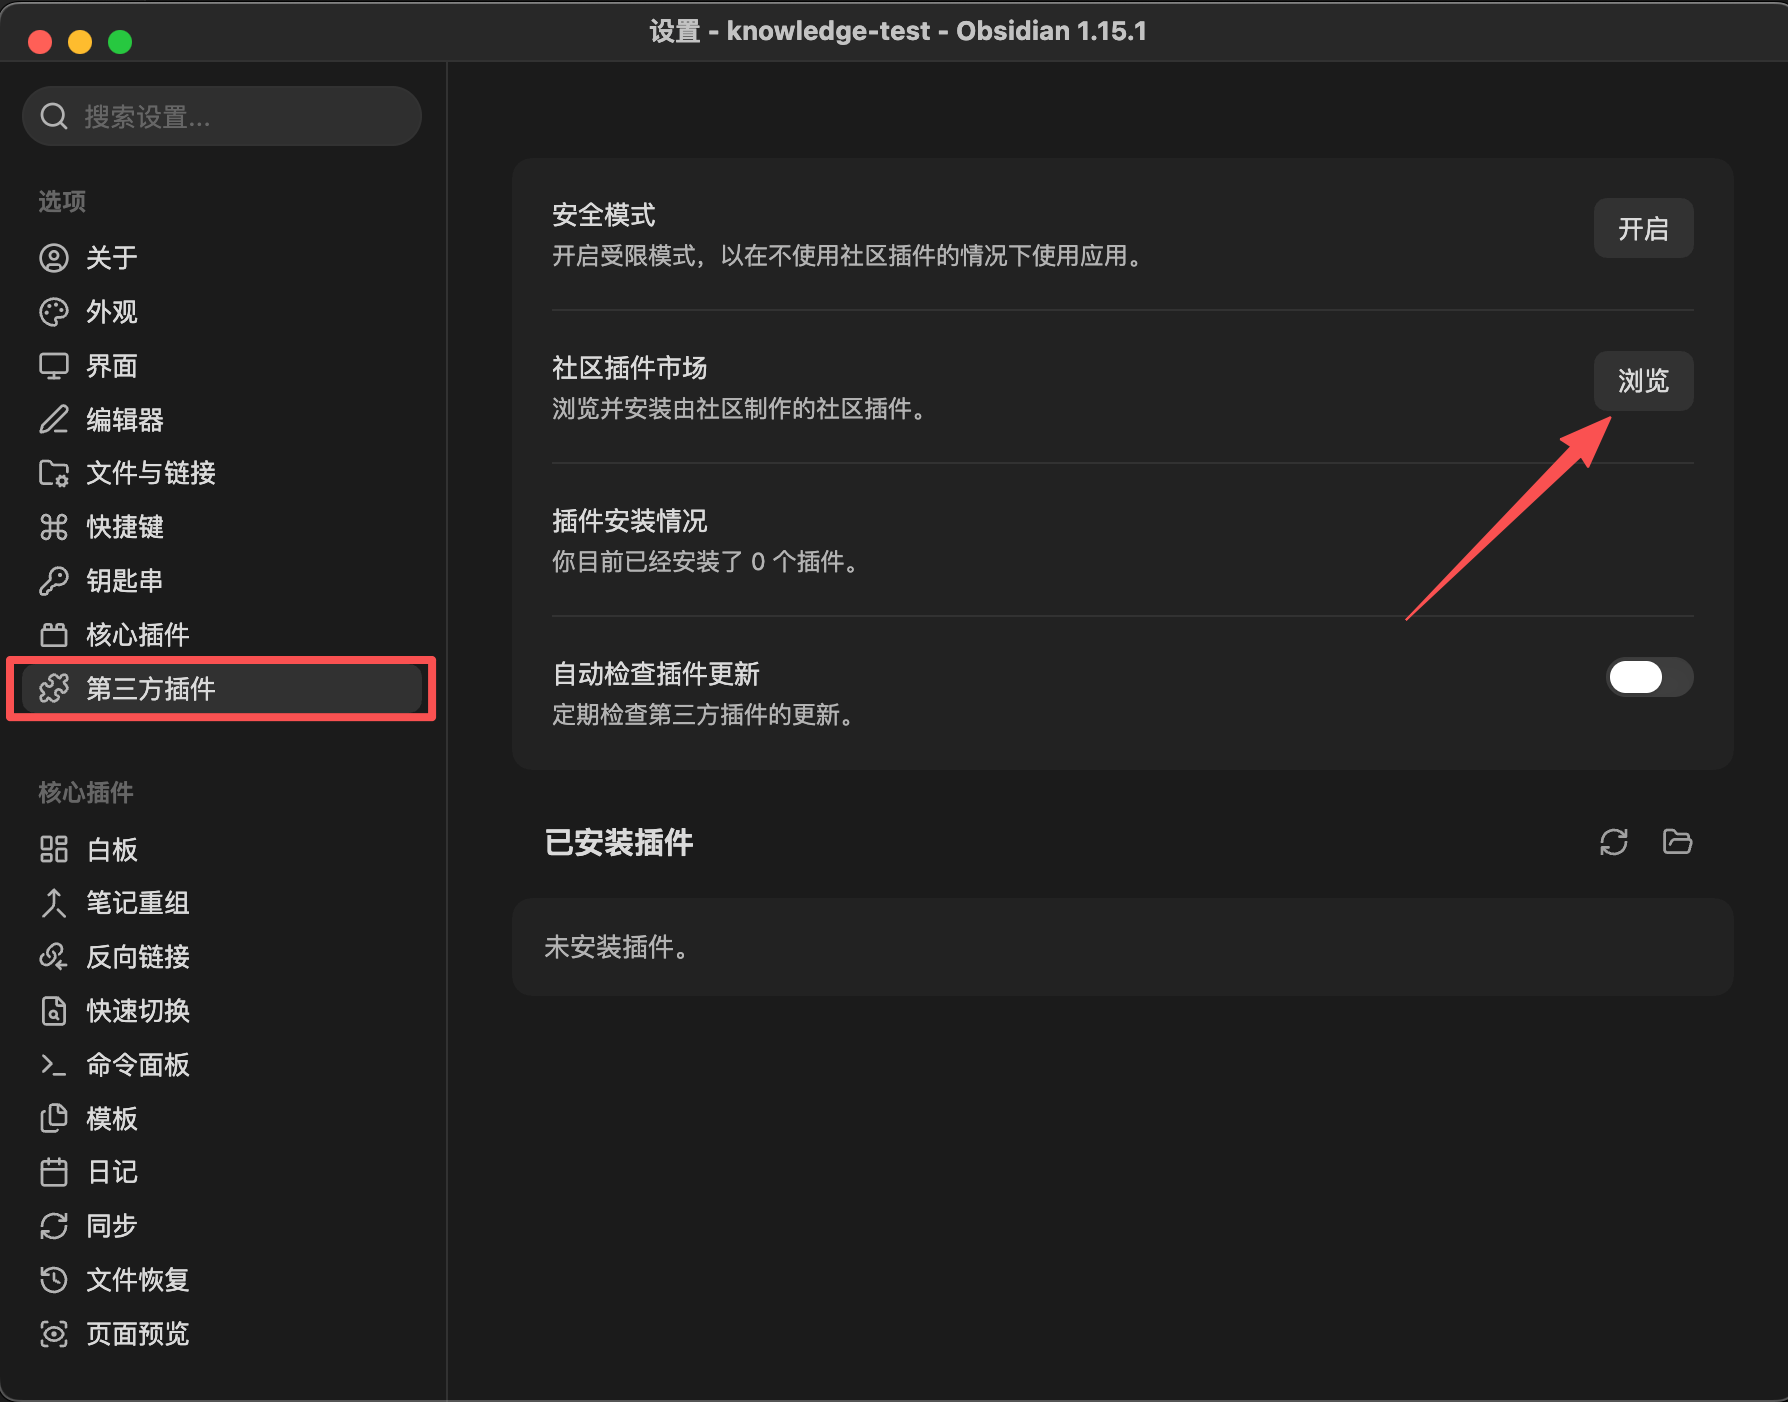 设置 - knowledge-test - Obsidian 1.15.1
搜索设置...
选项
关于
外观
界面
编辑器
文件与链接
快捷键
钥匙串
核心插件
第三方插件
核心插件
白板
笔记重组
反向链接
快速切换
命令面板
模板
日记
同步
文件恢复
页面预览
安全模式
开启受限模式，以在不使用社区插件的情况下使用应用。
开启
社区插件市场
浏览并安装由社区制作的社区插件。
浏览
插件安装情况
你目前已经安装了 0 个插件。
自动检查插件更新
定期检查第三方插件的更新。
已安装插件
未安装插件。